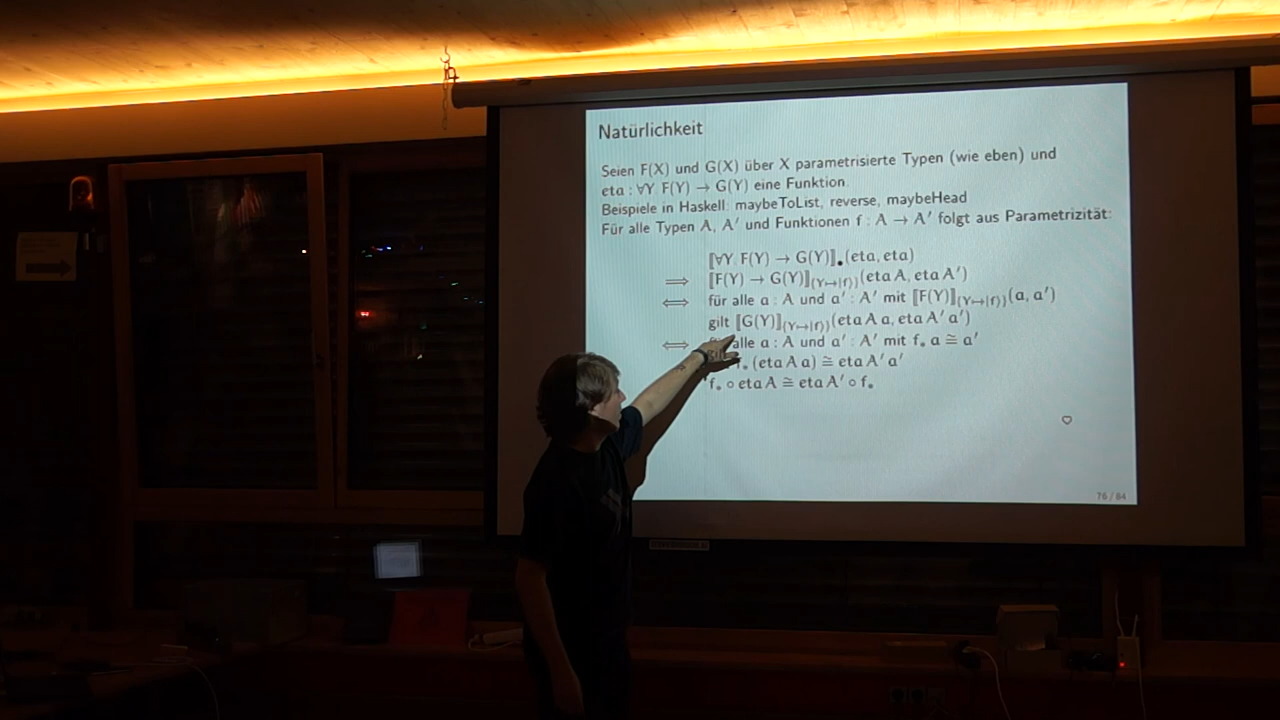 Natürlichkeit
Seien F(X) und G(X) über X parametrisierte Typen (wie eben) und
eta : ∀Y. F(Y) → G(Y) eine Funktion.
Beispiele in Haskell: maybeToList, reverse, maybeHead
Für alle Typen A, A′ und Funktionen f : A → A′ folgt aus Parametrizität:
⟦∀Y. F(Y) → G(Y)⟧•(eta, eta)
⟹ ⟦F(Y) → G(Y)⟧(Y↦|f⟩)(eta A, eta A′)
⟺ für alle a : A und a′ : A′ mit ⟦F(Y)⟧(Y↦|f⟩)(a, a′)
gilt ⟦G(Y)⟧(Y↦|f⟩)(eta A a, eta A′ a′)
⟺ alle a : A und a′ : A′ mit f∗ a ≅ a′
f∗ (eta A a) ≅ eta A′ a′
f∗ ∘ eta A ≅ eta A′ ∘ f∗
76 / 84